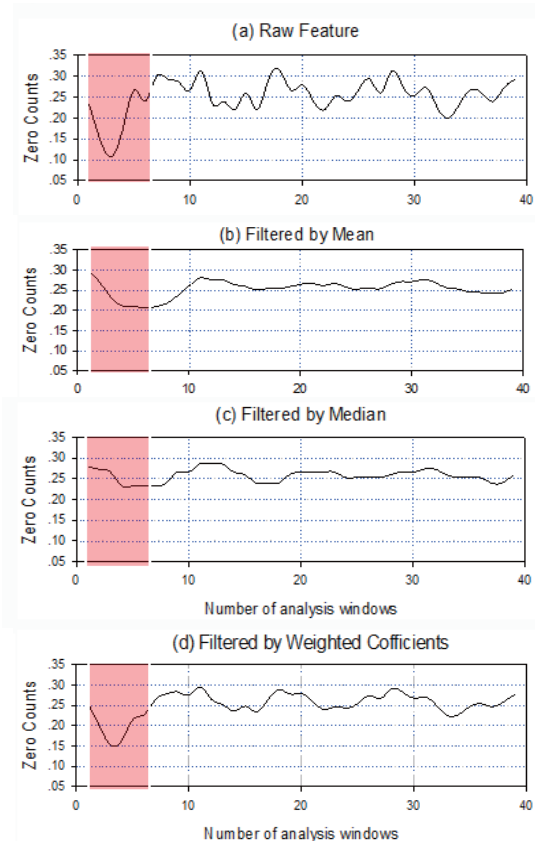 (a) Raw Feature
Zero Counts
.35
.30
.25
.20
.15
.10
.05
0 10 20 30 40
(b) Filtered by Mean
Zero Counts
.35
.30
.25
.20
.15
.10
.05
0 10 20 30 40
(c) Filtered by Median
Zero Counts
.35
.30
.25
.20
.15
.10
.05
0 10 20 30 40
Number of analysis windows
(d) Filtered by Weighted Cofficients
Zero Counts
.35
.30
.25
.20
.15
.10
.05
0 10 20 30 40
Number of analysis windows